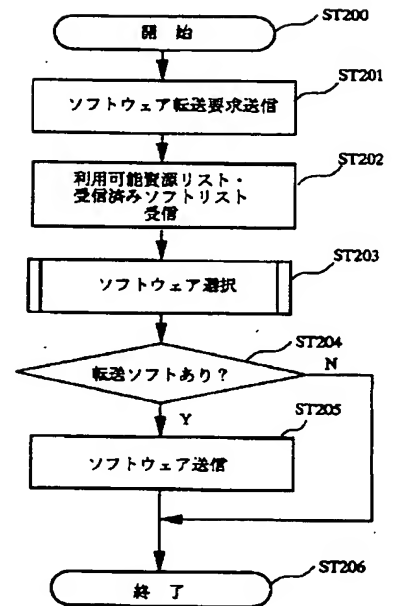 ST200
開 始
ST201
ソフトウェア転送要求送信
ST202
利用可能資源リスト・
受信済みソフトリスト
受信
ST203
ソフトウェア選択
ST204
転送ソフトあり?
N
Y
ST205
ソフトウェア送信
ST206
終 了